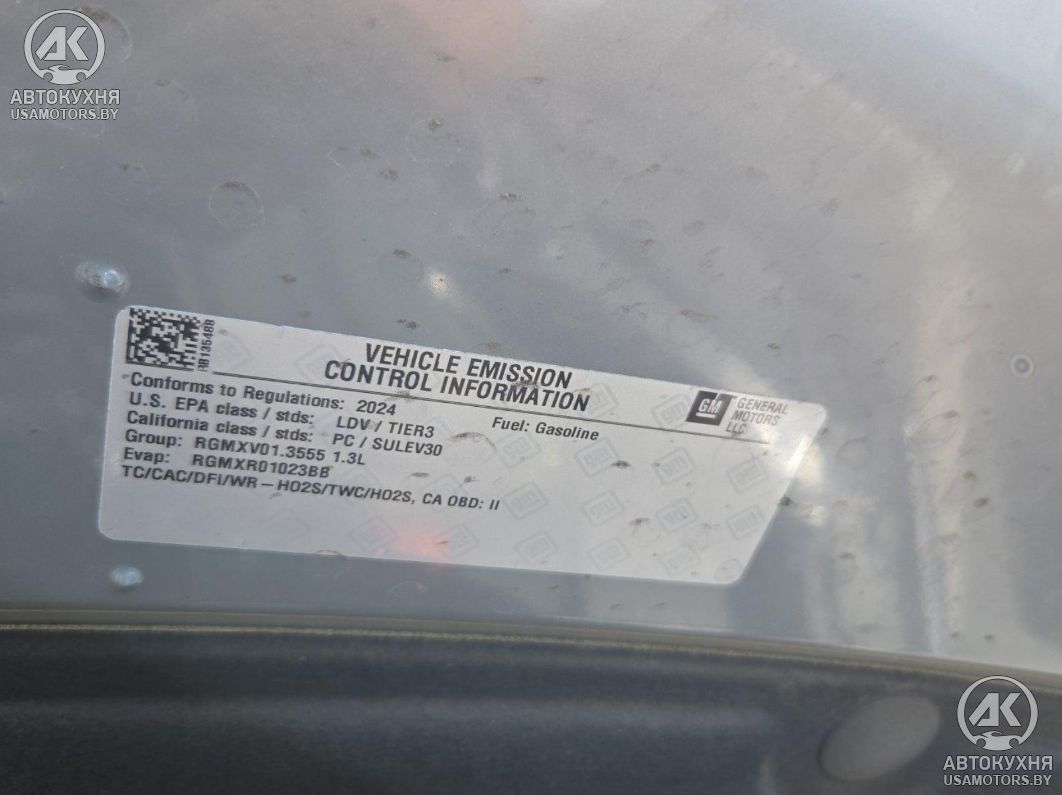 AK
АВТОКУХНЯ
USAMOTORS.BY
VEHICLE EMISSION
CONTROL INFORMATION
GM
GENERAL
MOTORS
LLC
Conforms to Regulations: 2024
Fuel: Gasoline
U.S. EPA class / stds: LDV / TIER3
California class / stds: PC / SULEV30
Group: RGMXV01.3555 1.3L
Evap: RGMXR01023BB
TC/CAC/DFI/WR-HO2S/TWC/HO2S, CA OBD: II
AK
АВТОКУХНЯ
USAMOTORS.BY